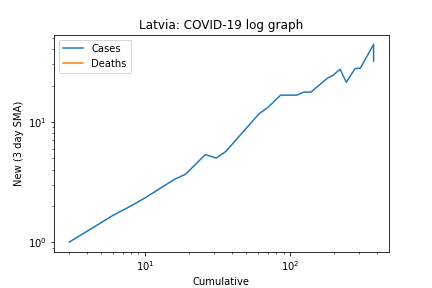 Latvia: COVID-19 log graph
Cases
Deaths
New (3 day SMA)
10¹
10⁰
10¹
10²
Cumulative